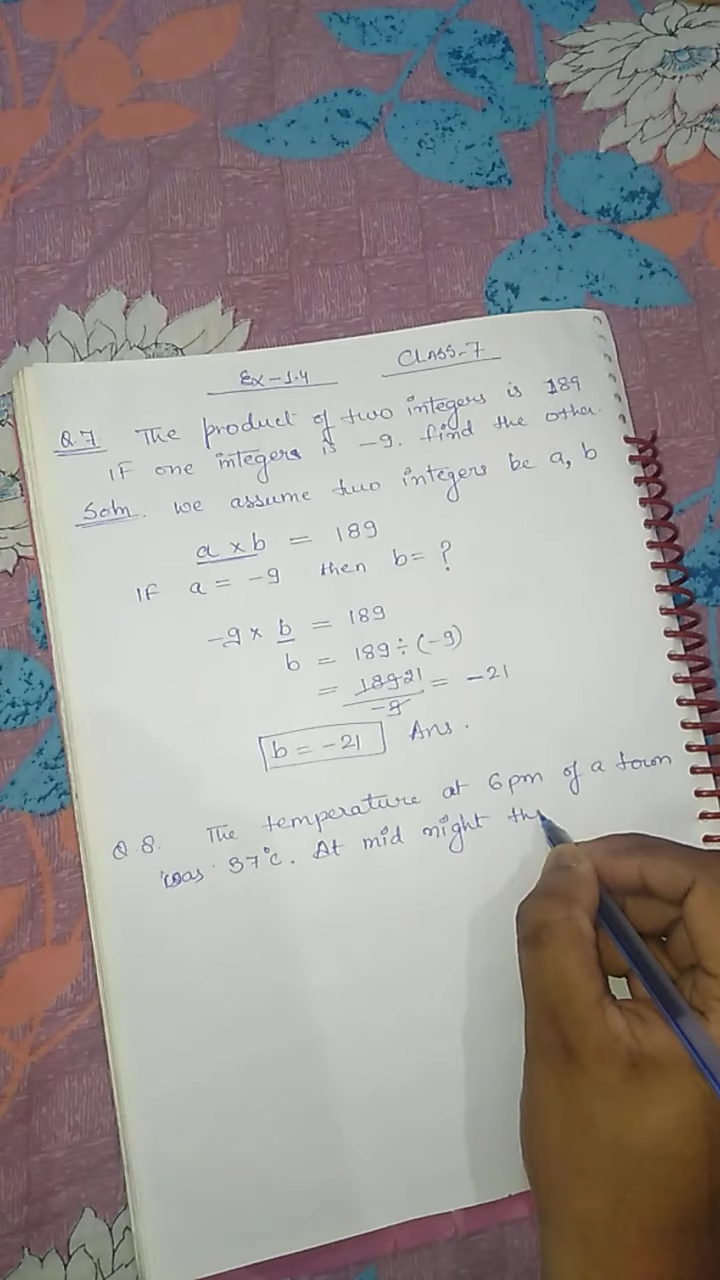 Ex-1.4 CLASS-7
Q.7. The product of two integers is 189
IF one integers is -9. find the other.
Soln. we assume two integers be a, b
a × b = 189
IF a = -9 then b = ?
-9 × b = 189
b = 189 ÷ (-9)
= 189 21 / -9 = -21
b = -21 Ans.
Q.8. The temperature at 6pm of a town
was 37°C. At mid night the